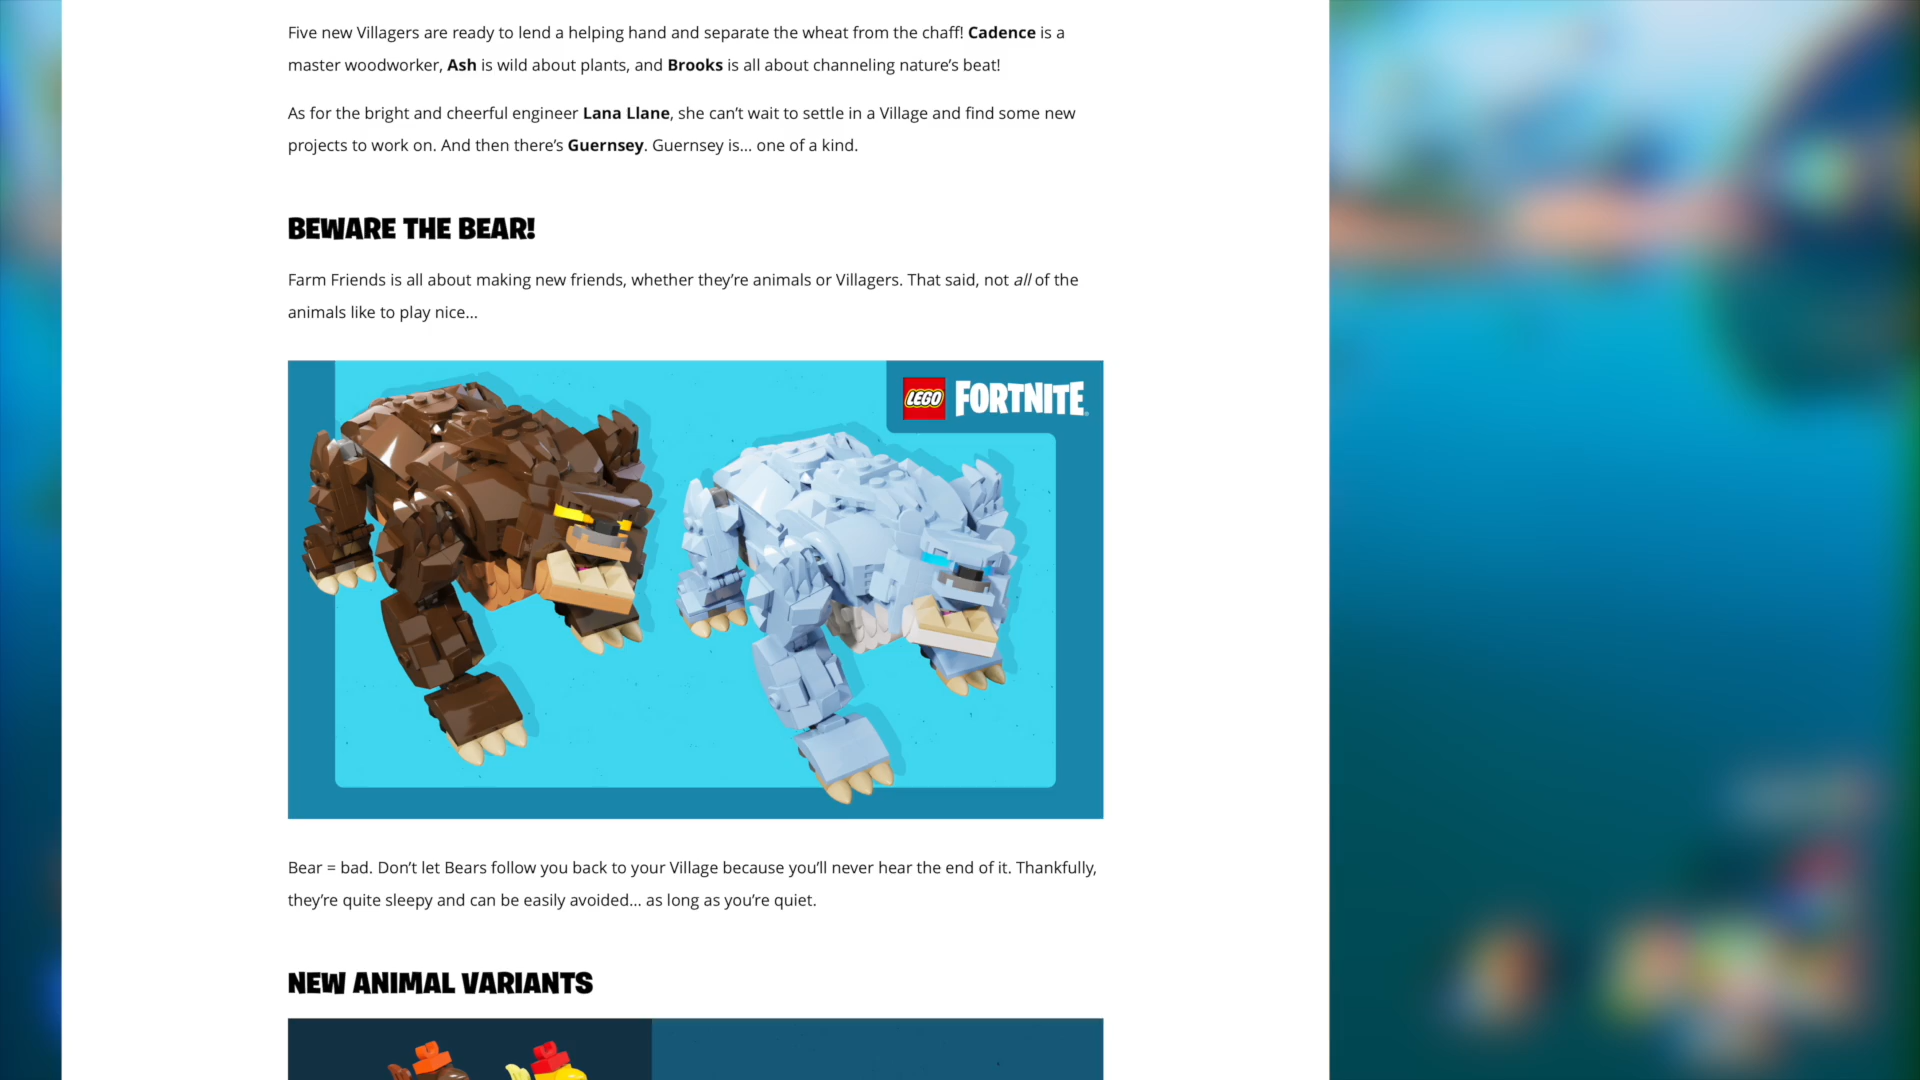 Five new Villagers are ready to lend a helping hand and separate the wheat from the chaff! Cadence is a
master woodworker, Ash is wild about plants, and Brooks is all about channeling nature’s beat!
As for the bright and cheerful engineer Lana Llane, she can’t wait to settle in a Village and find some new
projects to work on. And then there’s Guernsey. Guernsey is... one of a kind.
BEWARE THE BEAR!
Farm Friends is all about making new friends, whether they’re animals or Villagers. That said, not all of the
animals like to play nice...
LEGO FORTNITE
Bear = bad. Don’t let Bears follow you back to your Village because you’ll never hear the end of it. Thankfully,
they’re quite sleepy and can be easily avoided... as long as you’re quiet.
NEW ANIMAL VARIANTS